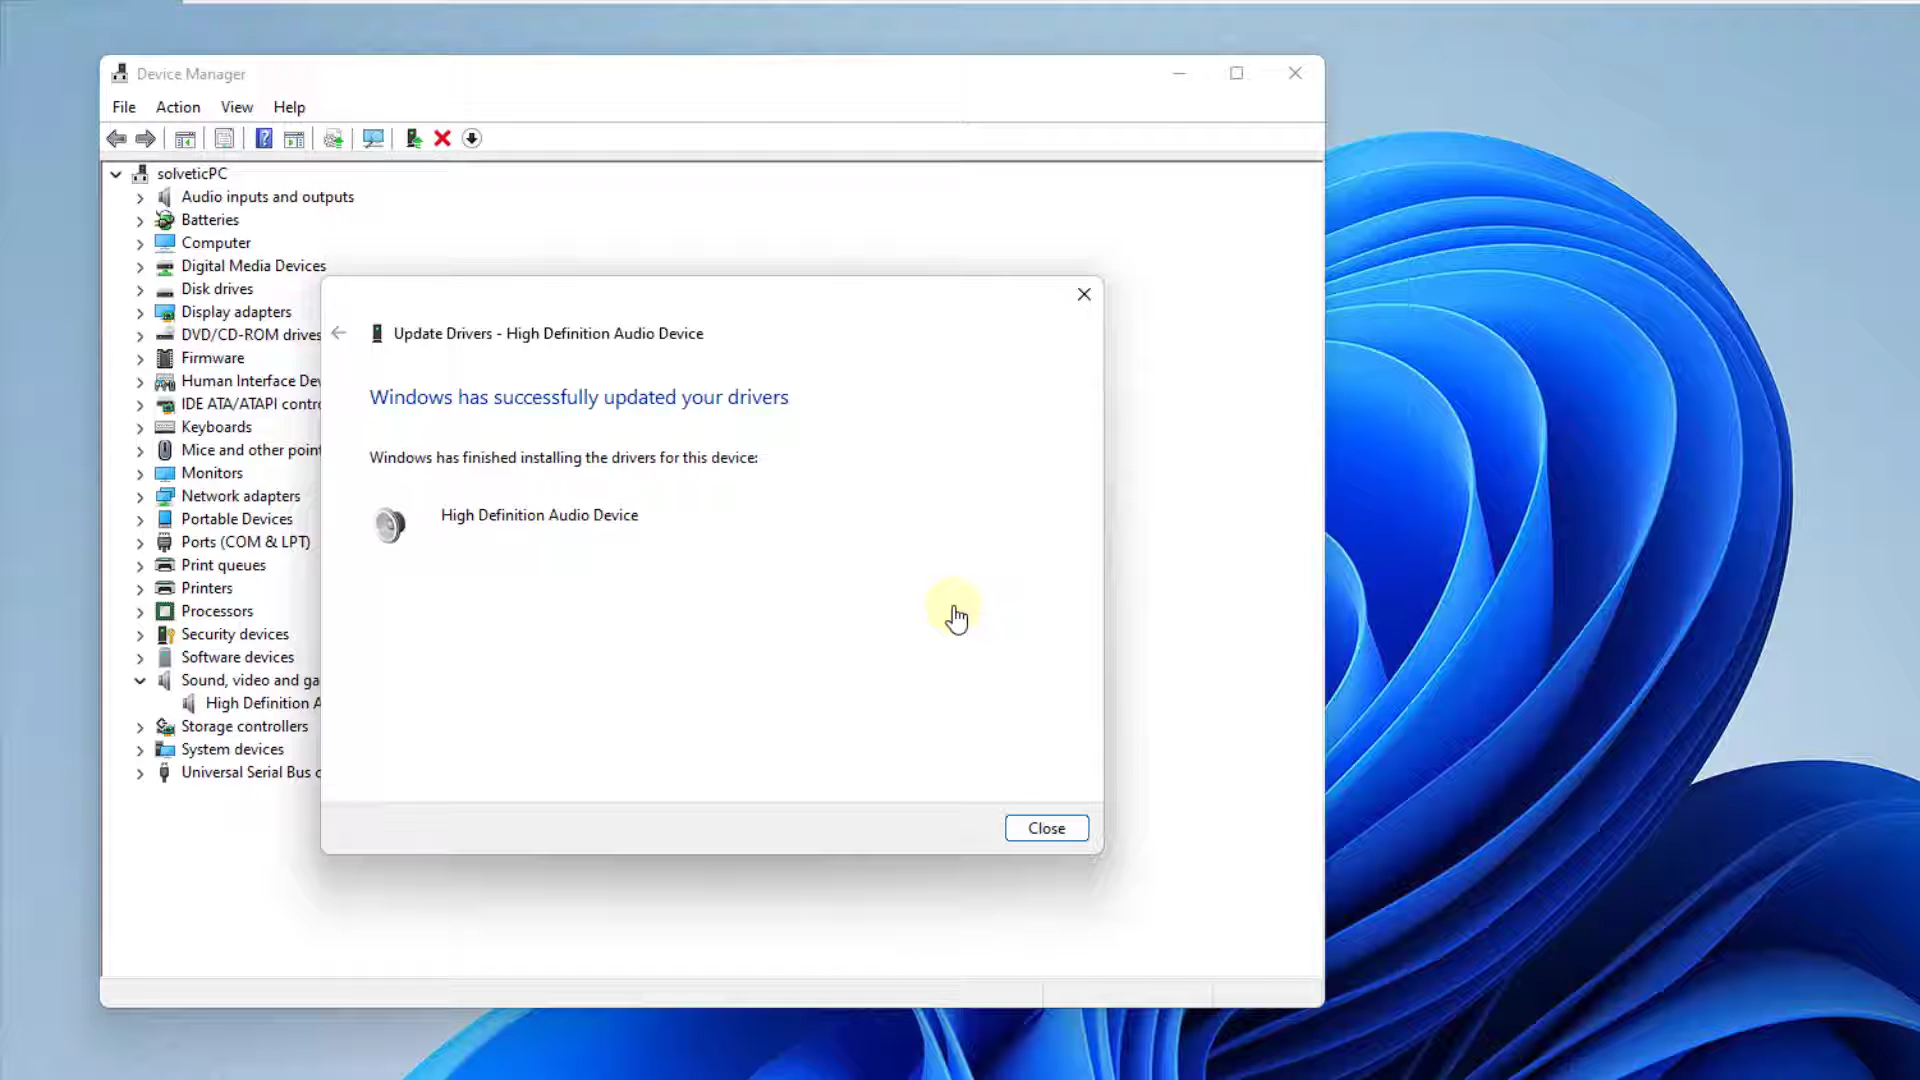 Device Manager
File Action View Help
solveticPC
Audio inputs and outputs
Batteries
Computer
Digital Media Devices
Disk drives
Display adapters
DVD/CD-ROM drives
Firmware
Human Interface Dev
IDE ATA/ATAPI contro
Keyboards
Mice and other point
Monitors
Network adapters
Portable Devices
Ports (COM & LPT)
Print queues
Printers
Processors
Security devices
Software devices
Sound, video and ga
High Definition A
Storage controllers
System devices
Universal Serial Bus c
Update Drivers - High Definition Audio Device
Windows has successfully updated your drivers
Windows has finished installing the drivers for this device:
High Definition Audio Device
Close